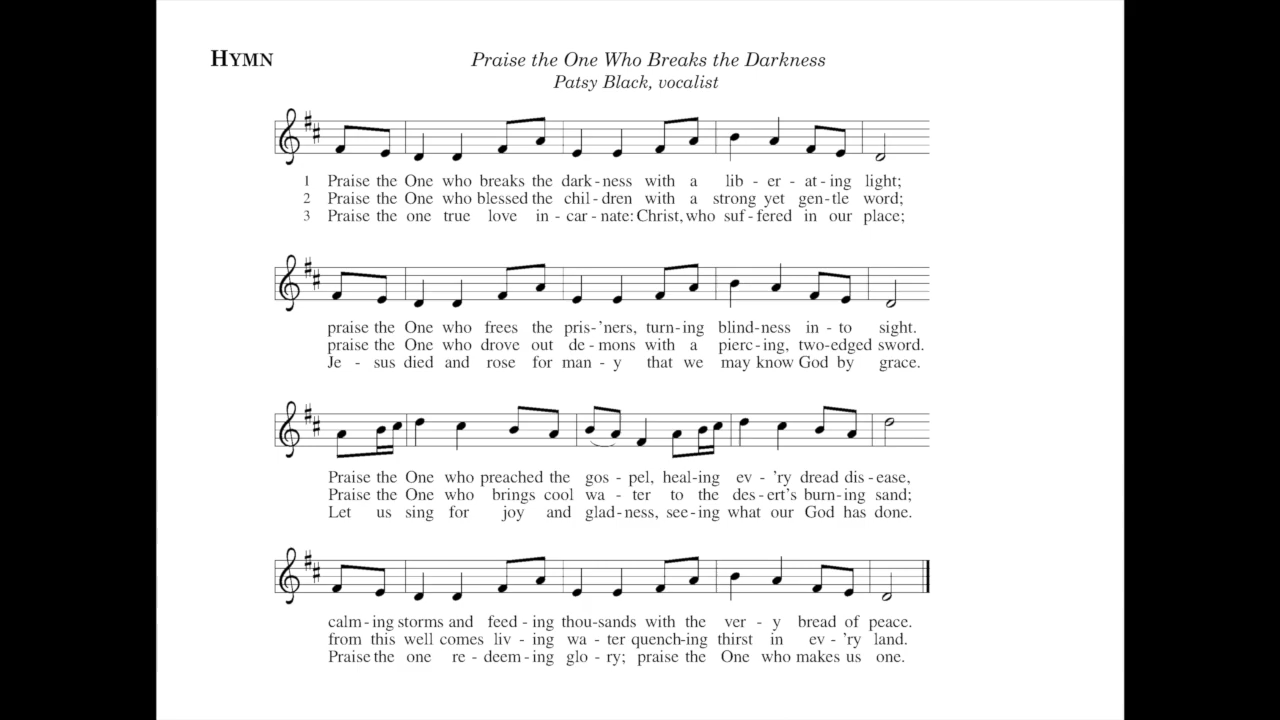 HYMN
Praise the One Who Breaks the Darkness
Patsy Black, vocalist
1 Praise the One who breaks the dark - ness with a lib - er - at - ing light;
2 Praise the One who blessed the chil - dren with a strong yet gen - tle word;
3 Praise the one true love in - car - nate: Christ, who suf - fered in our place;
praise the One who frees the pris - 'ners, turn - ing blind - ness in - to sight.
praise the One who drove out de - mons with a pierc - ing, two-edged sword.
Je - sus died and rose for man - y that we may know God by grace.
Praise the One who preached the gos - pel, heal - ing ev - 'ry dread dis - ease,
Praise the One who brings cool wa - ter to the des - ert's burn - ing sand;
Let us sing for joy and glad - ness, see - ing what our God has done.
calm - ing storms and feed - ing thou - sands with the ver - y bread of peace.
from this well comes liv - ing wa - ter quench - ing thirst in ev - 'ry land.
Praise the one re - deem - ing glo - ry; praise the One who makes us one.